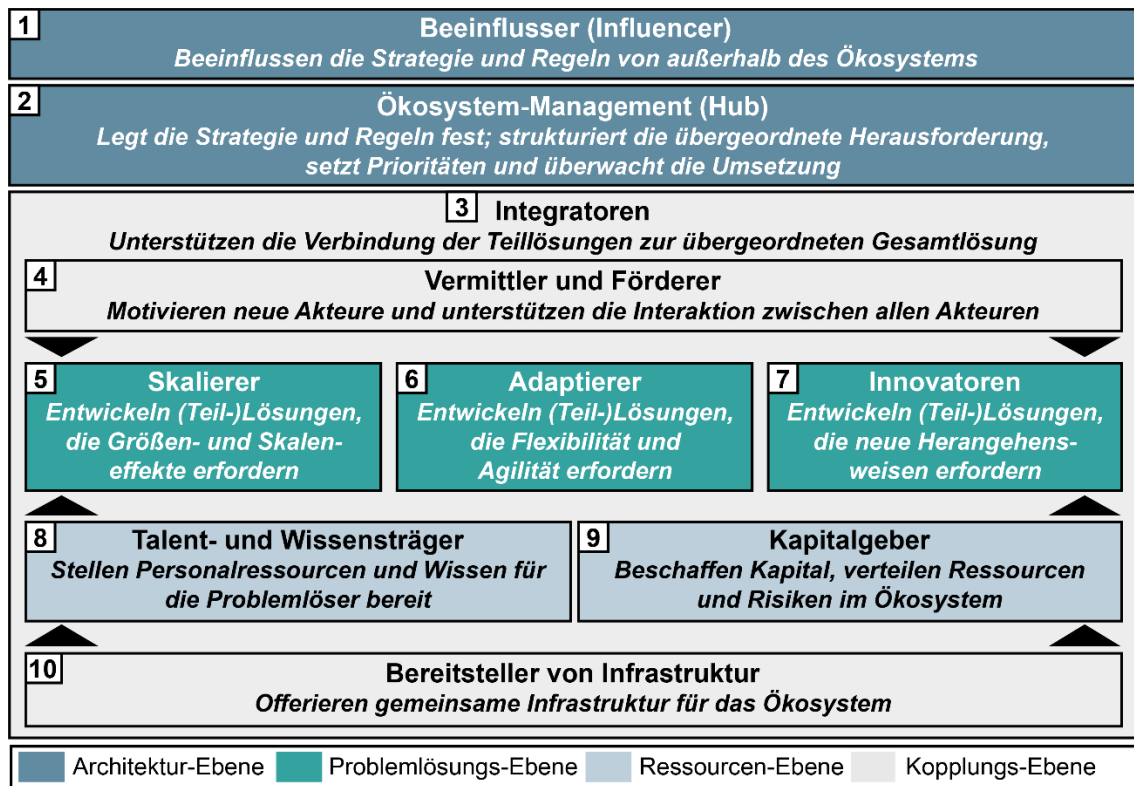 1 Beeinflusser (Influencer)
Beeinflussen die Strategie und Regeln von außerhalb des Ökosystems
2 Ökosystem-Management (Hub)
Legt die Strategie und Regeln fest; strukturiert die übergeordnete Herausforderung,
setzt Prioritäten und überwacht die Umsetzung
3 Integratoren
Unterstützen die Verbindung der Teillösungen zur übergeordneten Gesamtlösung
4 Vermittler und Förderer
Motivieren neue Akteure und unterstützen die Interaktion zwischen allen Akteuren
5 Skalierer
Entwickeln (Teil-)Lösungen,
die Größen- und Skalen-
effekte erfordern
6 Adaptierer
Entwickeln (Teil-)Lösungen,
die Flexibilität und
Agilität erfordern
7 Innovatoren
Entwickeln (Teil-)Lösungen,
die neue Herangehens-
weisen erfordern
8 Talent- und Wissensträger
Stellen Personalressourcen und Wissen für
die Problemlöser bereit
9 Kapitalgeber
Beschaffen Kapital, verteilen Ressourcen
und Risiken im Ökosystem
10 Bereitsteller von Infrastruktur
Offerieren gemeinsame Infrastruktur für das Ökosystem
Architektur-Ebene Problemlösungs-Ebene Ressourcen-Ebene Kopplungs-Ebene